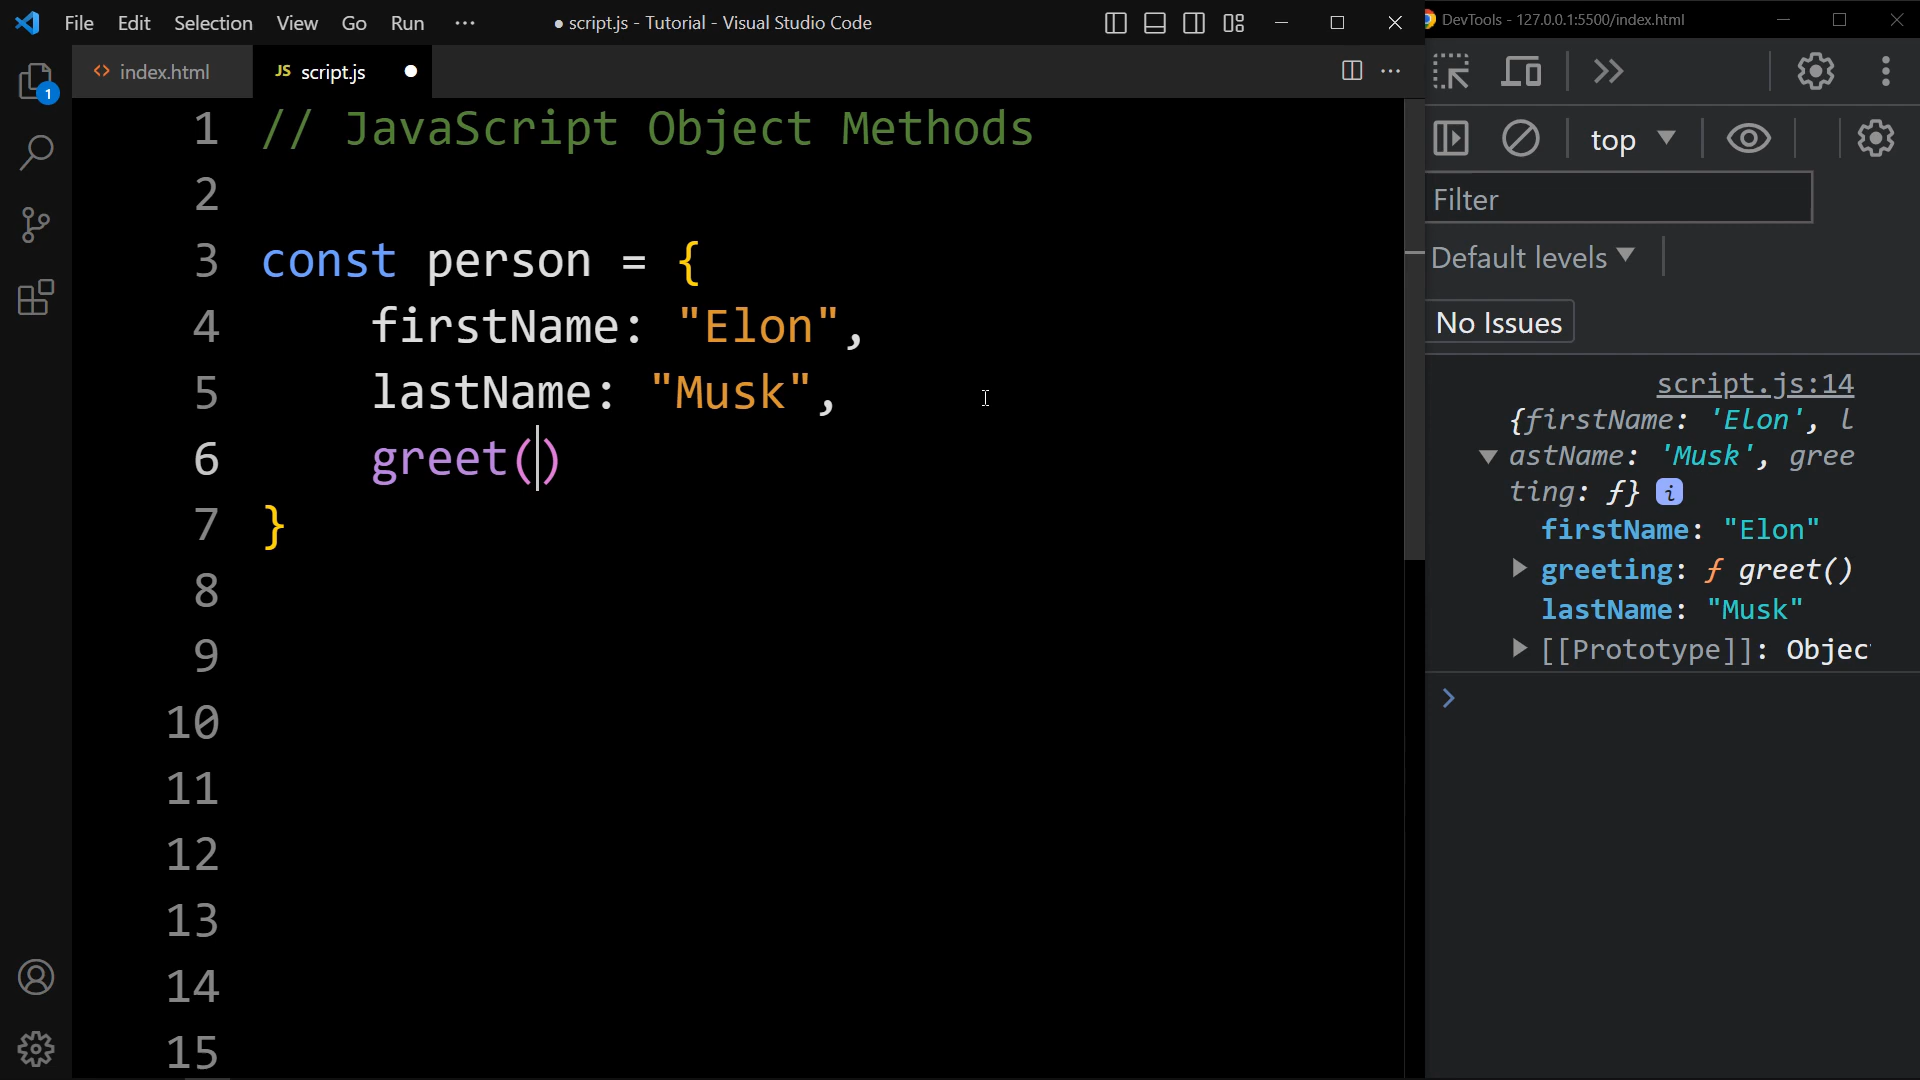 File Edit Selection View Go Run ··· ● script.js - Tutorial - Visual Studio Code
DevTools - 127.0.0.1:5500/index.html
<> index.html JS script.js ●
1 // JavaScript Object Methods
2
3 const person = {
4 firstName: "Elon",
5 lastName: "Musk",
6 greet()
7 }
8
9
10
11
12
13
14
15
1
top
Filter
Default levels
No Issues
script.js:14
{firstName: 'Elon', l
astName: 'Musk', gree
ting: ƒ} i
firstName: "Elon"
greeting: ƒ greet()
lastName: "Musk"
[[Prototype]]: Objec